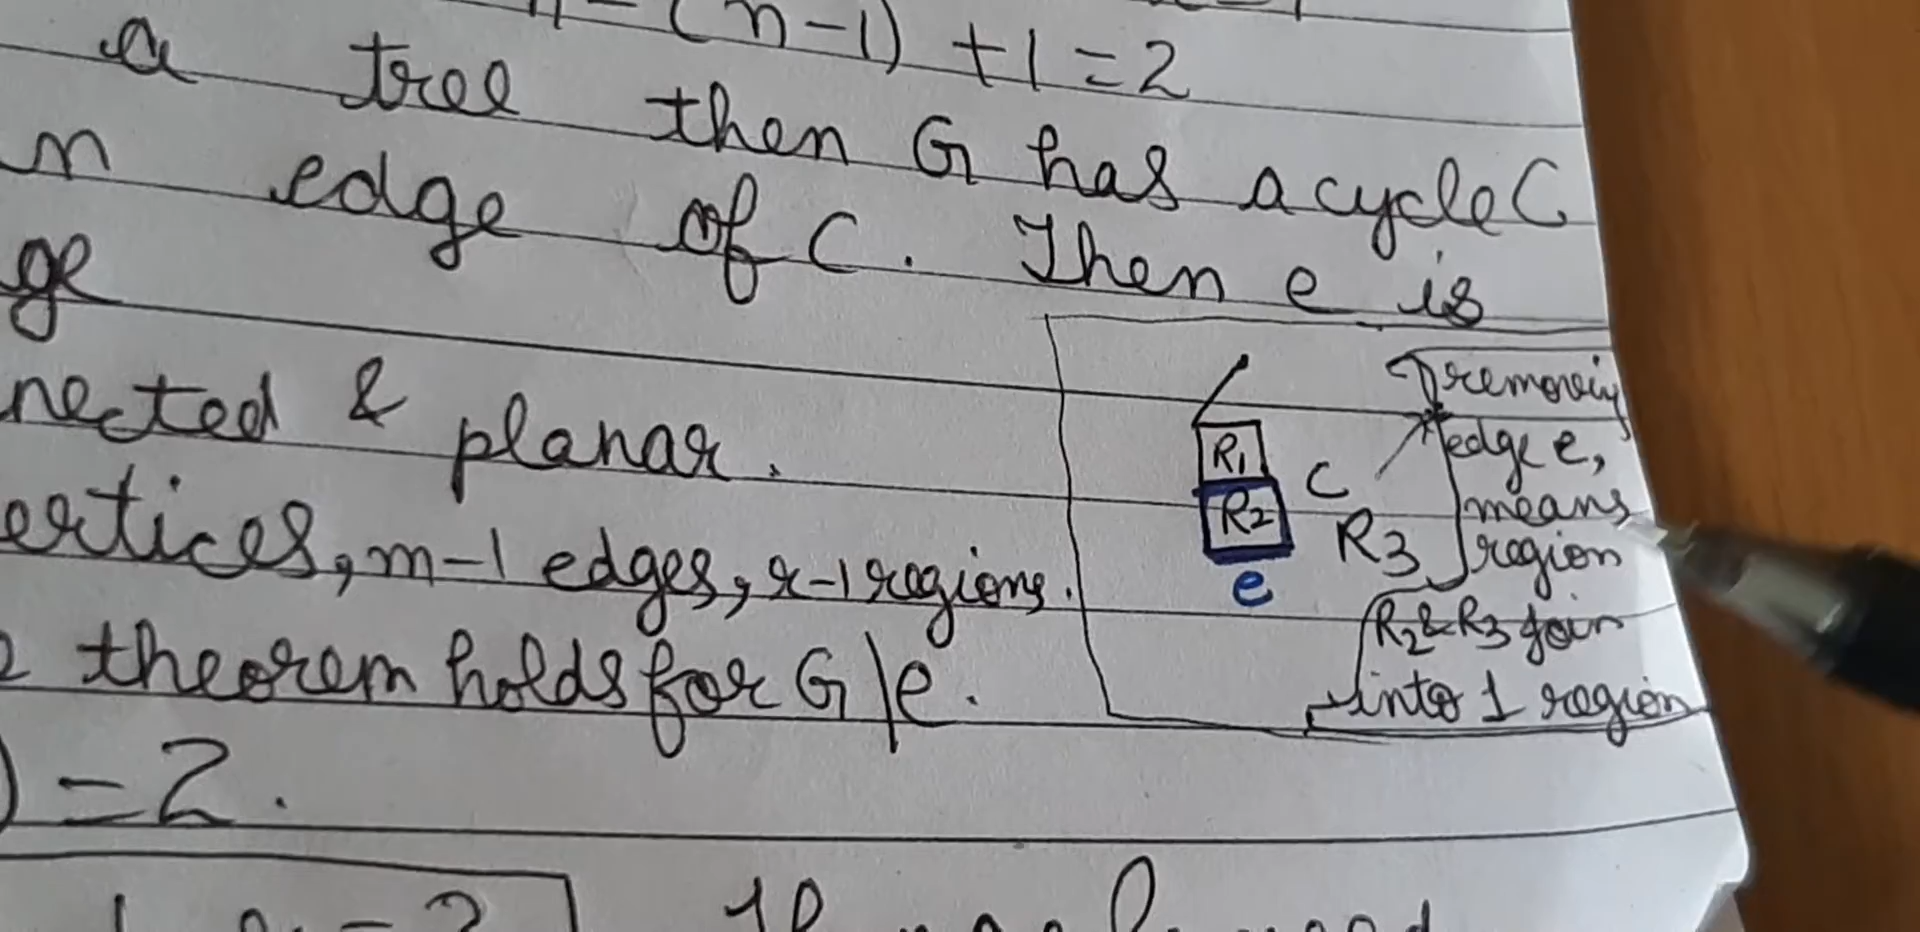 (n-1) +1=2
a tree then G has a cycle C
edge of C. Then e is
nected & planar.
ertices, m-1 edges, r-1 regions.
theorem holds for G\e.
) = 2.
R1
R2
C
R3
e
removing
edge e,
means
region
R2 & R3 join
into 1 region